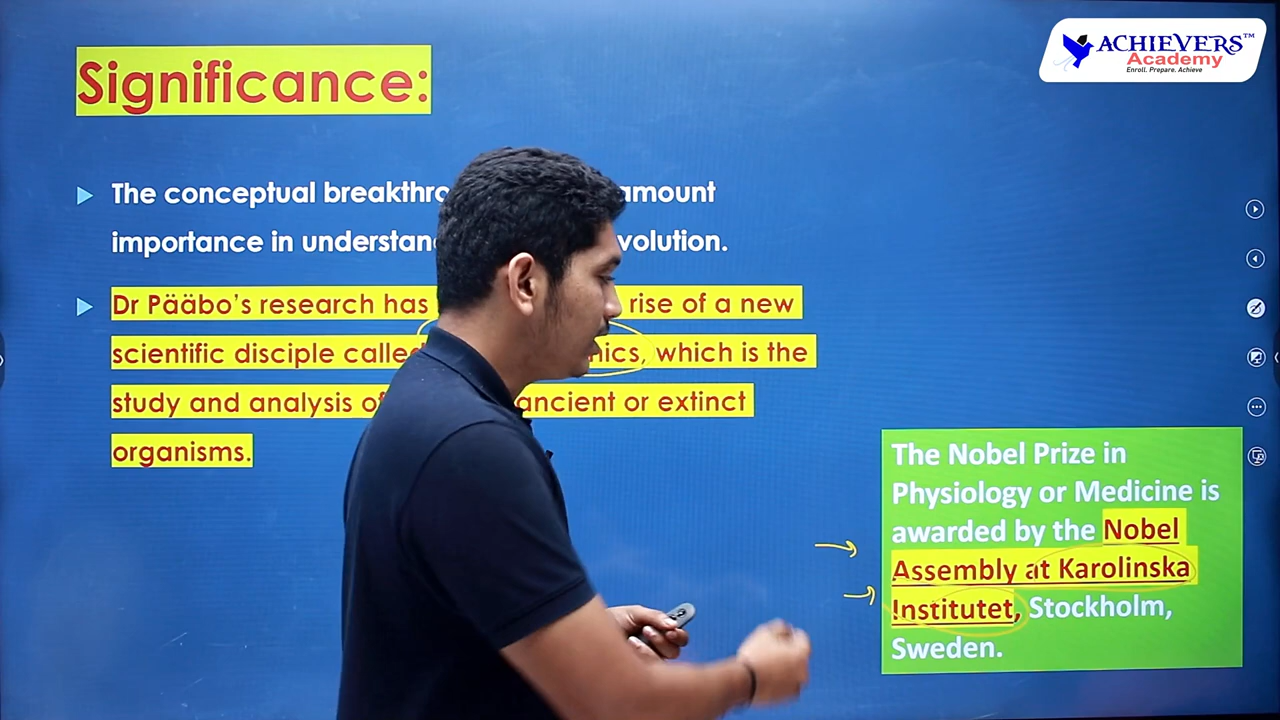 ACHIEVERS™
Academy
Enroll. Prepare. Achieve
Significance:
The conceptual breakthro amount
importance in understan volution.
Dr Pääbo's research has rise of a new
scientific disciple called nics, which is the
study and analysis of ancient or extinct
organisms.
The Nobel Prize in
Physiology or Medicine is
awarded by the Nobel
Assembly at Karolinska
Institutet, Stockholm,
Sweden.